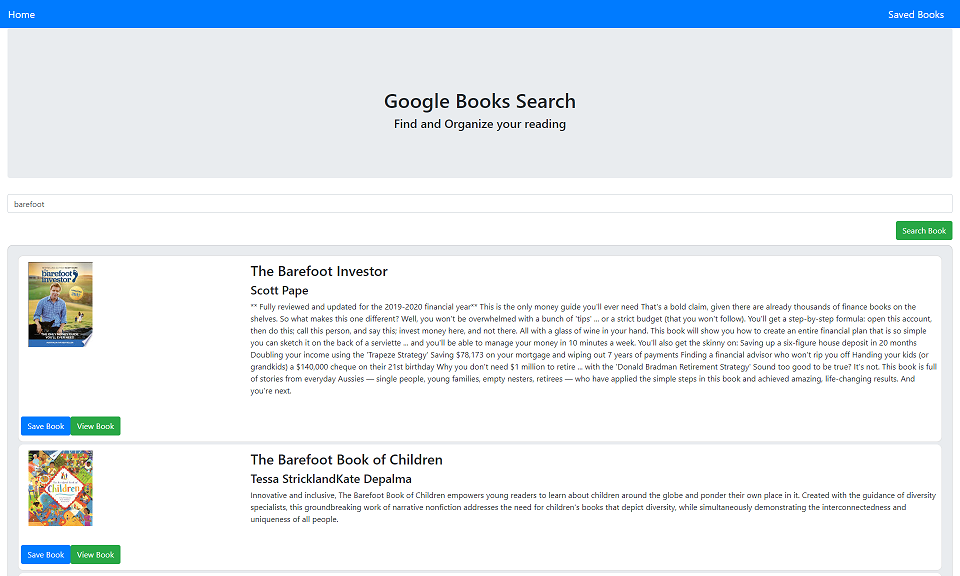 Home
Saved Books
Google Books Search
Find and Organize your reading
barefoot
Search Book
barefoot
investor
The Barefoot Investor
Scott Pape
** Fully reviewed and updated for the 2019-2020 financial year** This is the only money guide you'll ever need That's a bold claim, given there are already thousands of finance books on the
shelves. So what makes this one different? Well, you won't be overwhelmed with a bunch of 'tips' … or a strict budget (that you won't follow). You'll get a step-by-step formula: open this account,
then do this; call this person, and say this; invest money here, and not there. All with a glass of wine in your hand. This book will show you how to create an entire financial plan that is so simple
you can sketch it on the back of a serviette … and you'll be able to manage your money in 10 minutes a week. You'll also get the skinny on: Saving up a six-figure house deposit in 20 months
Doubling your income using the 'Trapeze Strategy' Saving $78,173 on your mortgage and wiping out 7 years of payments Finding a financial advisor who won't rip you off Handing your kids (or
grandkids) a $140,000 cheque on their 21st birthday Why you don't need $1 million to retire … with the 'Donald Bradman Retirement Strategy' Sound too good to be true? It's not. This book is full
of stories from everyday Aussies — single people, young families, empty nesters, retirees — who have applied the simple steps in this book and achieved amazing, life-changing results. And
you're next.
Save Book
View Book
Children
The Barefoot Book of Children
Tessa StricklandKate Depalma
Innovative and inclusive, The Barefoot Book of Children empowers young readers to learn about children around the globe and ponder their own place in it. Created with the guidance of diversity
specialists, this groundbreaking work of narrative nonfiction addresses the need for children's books that depict diversity, while simultaneously demonstrating the interconnectedness and
uniqueness of all people.
Save Book
View Book